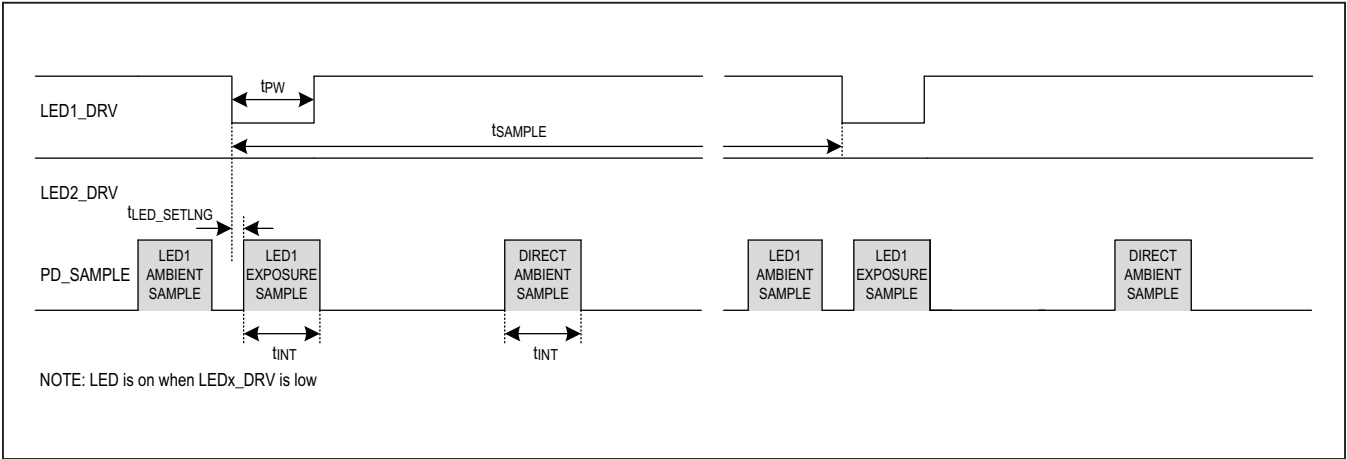 tPW
LED1_DRV
tSAMPLE
LED2_DRV
tLED_SETLNG
PD_SAMPLE
LED1
AMBIENT
SAMPLE
LED1
EXPOSURE
SAMPLE
DIRECT
AMBIENT
SAMPLE
LED1
AMBIENT
SAMPLE
LED1
EXPOSURE
SAMPLE
DIRECT
AMBIENT
SAMPLE
tINT
tINT
NOTE: LED is on when LEDx_DRV is low